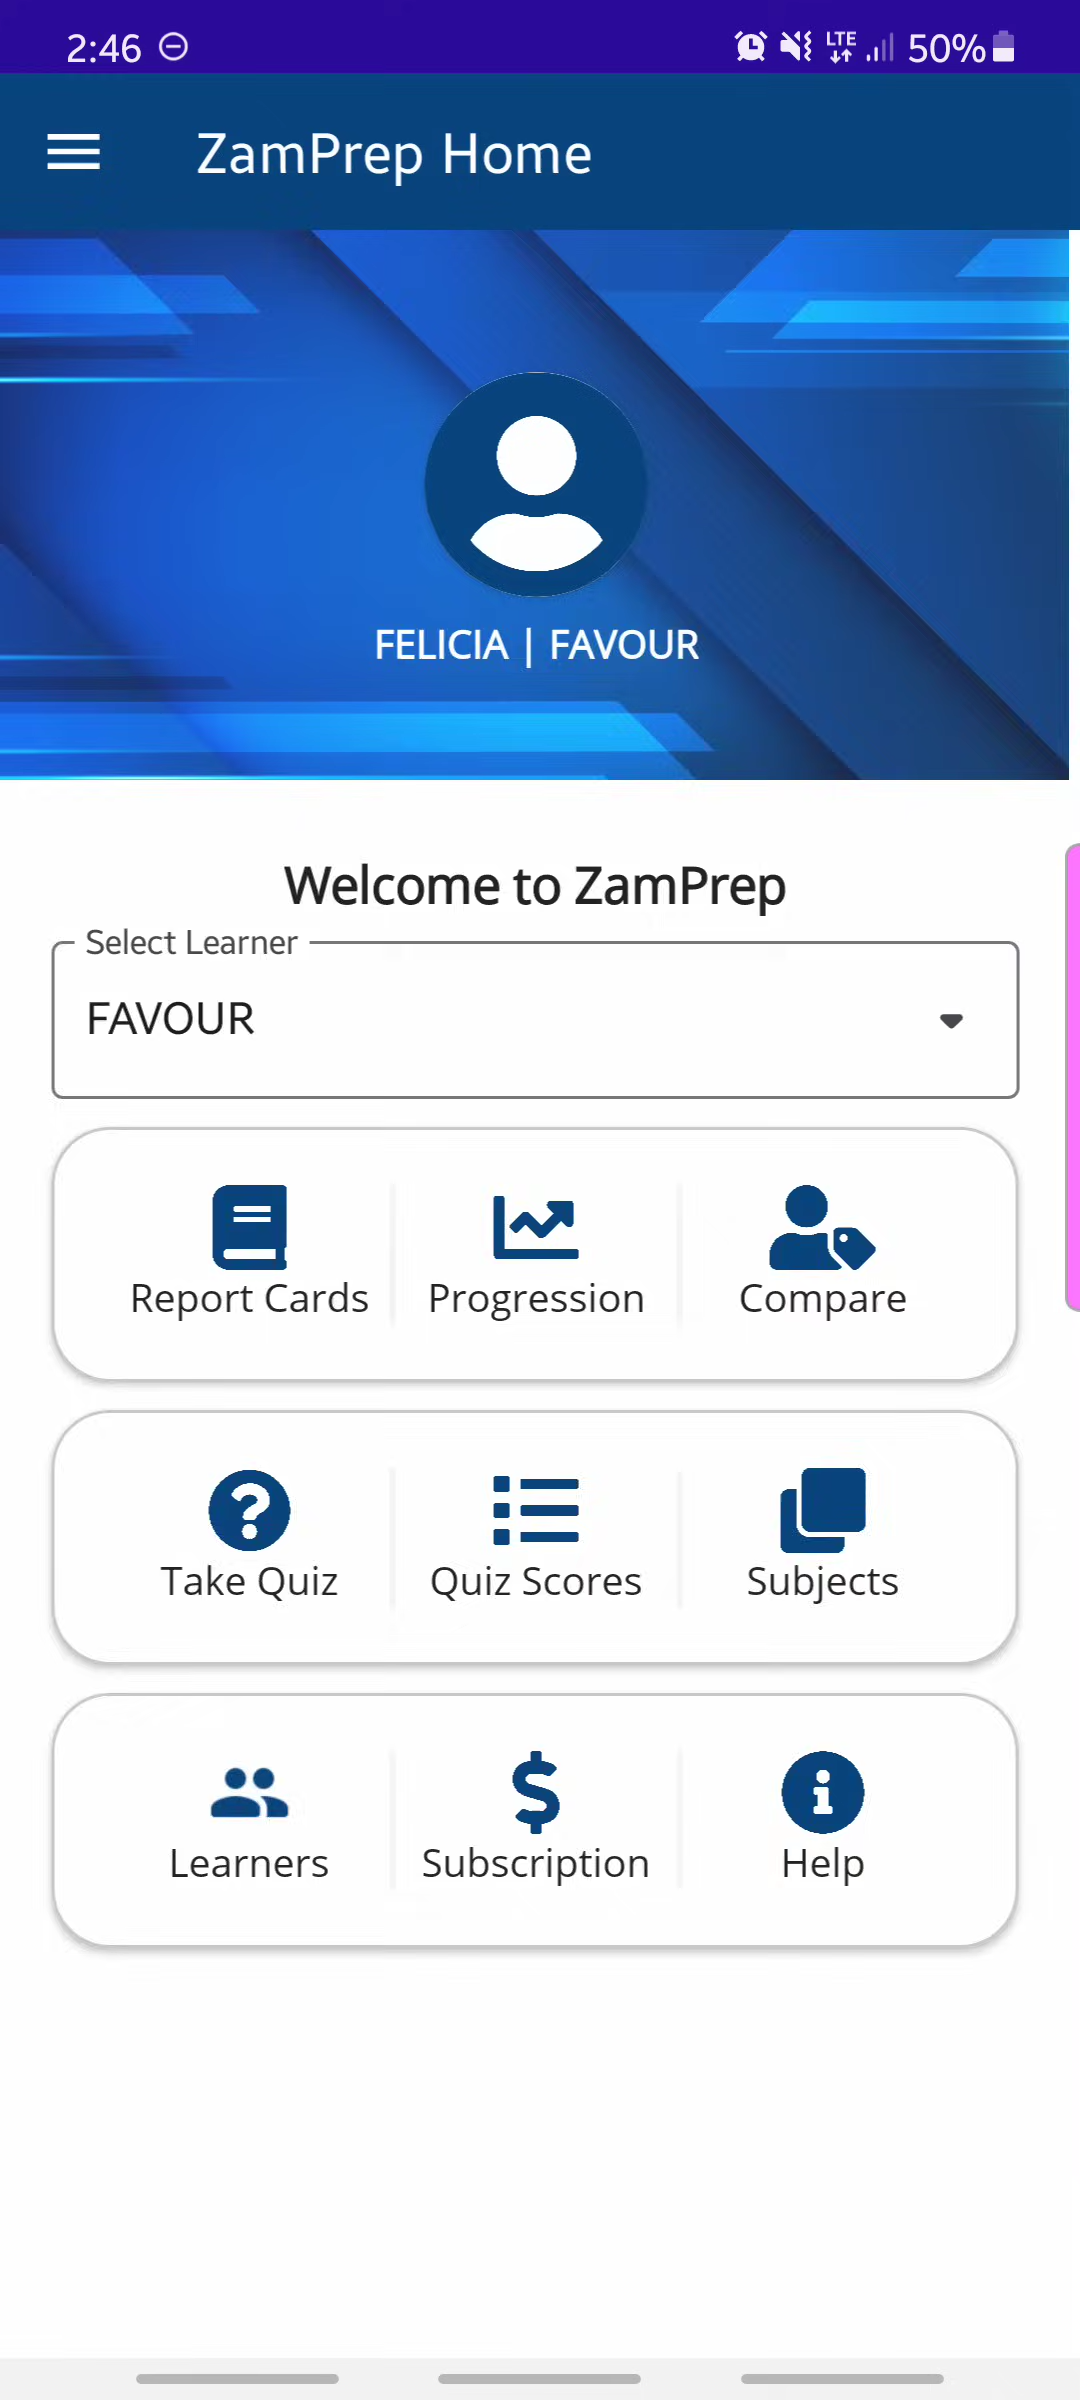 2:46 LTE 50%
ZamPrep Home
FELICIA | FAVOUR
Welcome to ZamPrep
Select Learner
FAVOUR
Report Cards Progression Compare
Take Quiz Quiz Scores Subjects
Learners Subscription Help